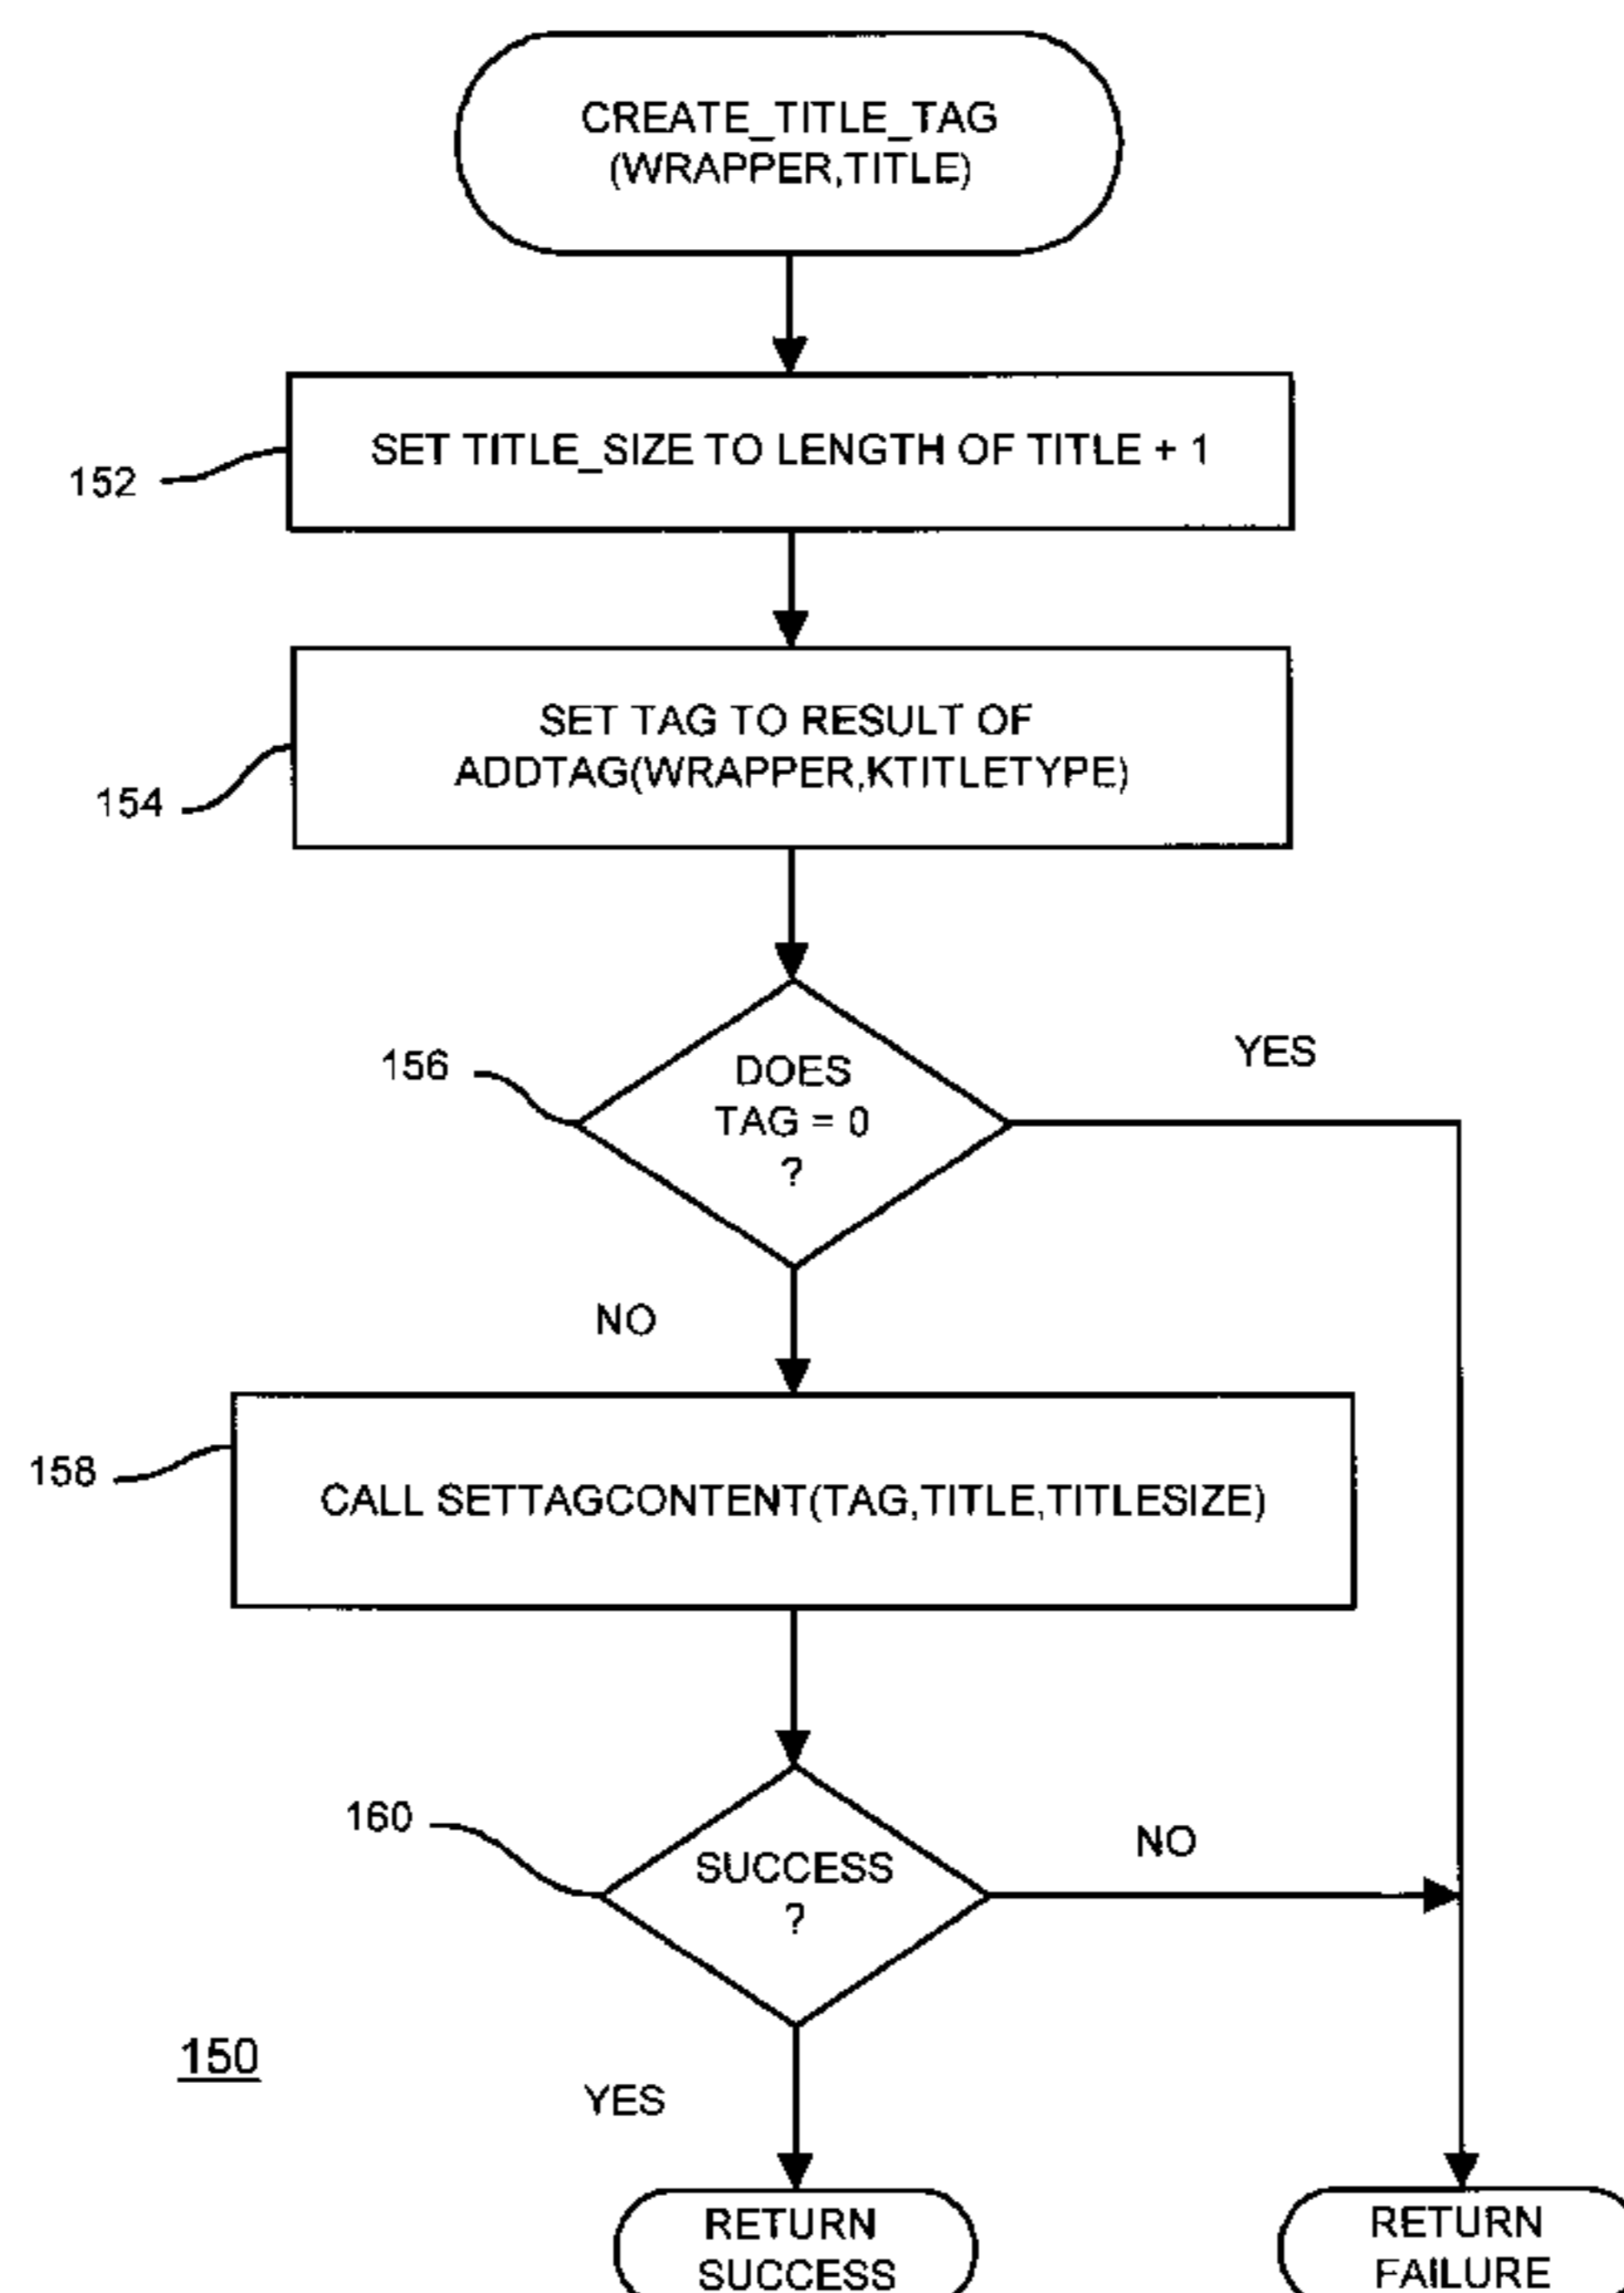 CREATE_TITLE_TAG
(WRAPPER,TITLE)
SET TITLE_SIZE TO LENGTH OF TITLE + 1
152
SET TAG TO RESULT OF
ADDTAG(WRAPPER,KTITLETYPE)
154
156
DOES
TAG = 0
?
YES
NO
158
CALL SETTAGCONTENT(TAG,TITLE,TITLESIZE)
160
SUCCESS
?
NO
150
YES
RETURN
SUCCESS
RETURN
FAILURE